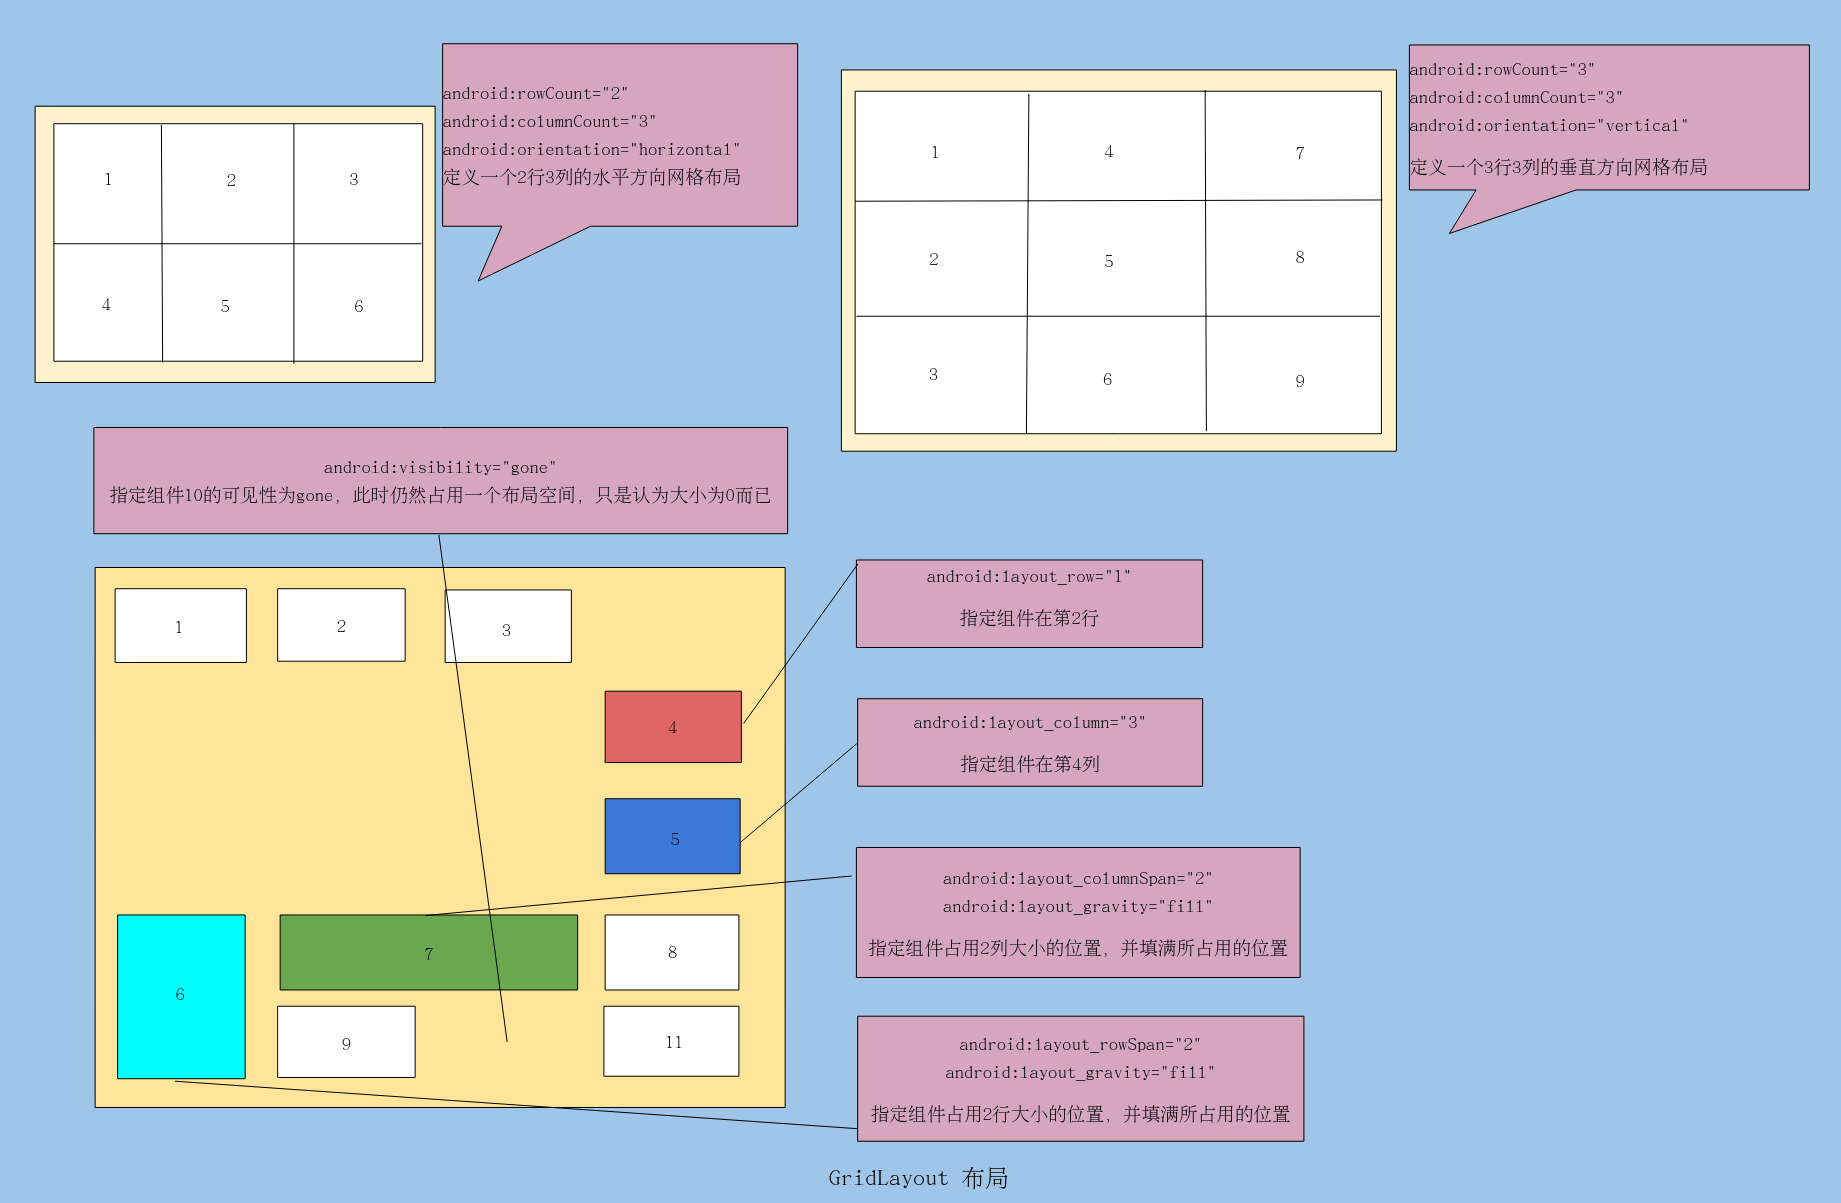 android:rowCount="2"
android:columnCount="3"
android:orientation="horizontal"
定义一个2行3列的水平方向网格布局
1
2
3
4
5
6
android:rowCount="3"
android:columnCount="3"
android:orientation="vertical"
定义一个3行3列的垂直方向网格布局
1
4
7
2
5
8
3
6
9
android:visibility="gone"
指定组件10的可见性为gone, 此时仍然占用一个布局空间, 只是认为大小为0而已
1
2
3
4
5
6
7
8
9
11
android:layout_row="1"
指定组件在第2行
android:layout_column="3"
指定组件在第4列
android:layout_columnSpan="2"
android:layout_gravity="fill"
指定组件占用2列大小的位置, 并填满所占用的位置
android:layout_rowSpan="2"
android:layout_gravity="fill"
指定组件占用2行大小的位置, 并填满所占用的位置
GridLayout 布局